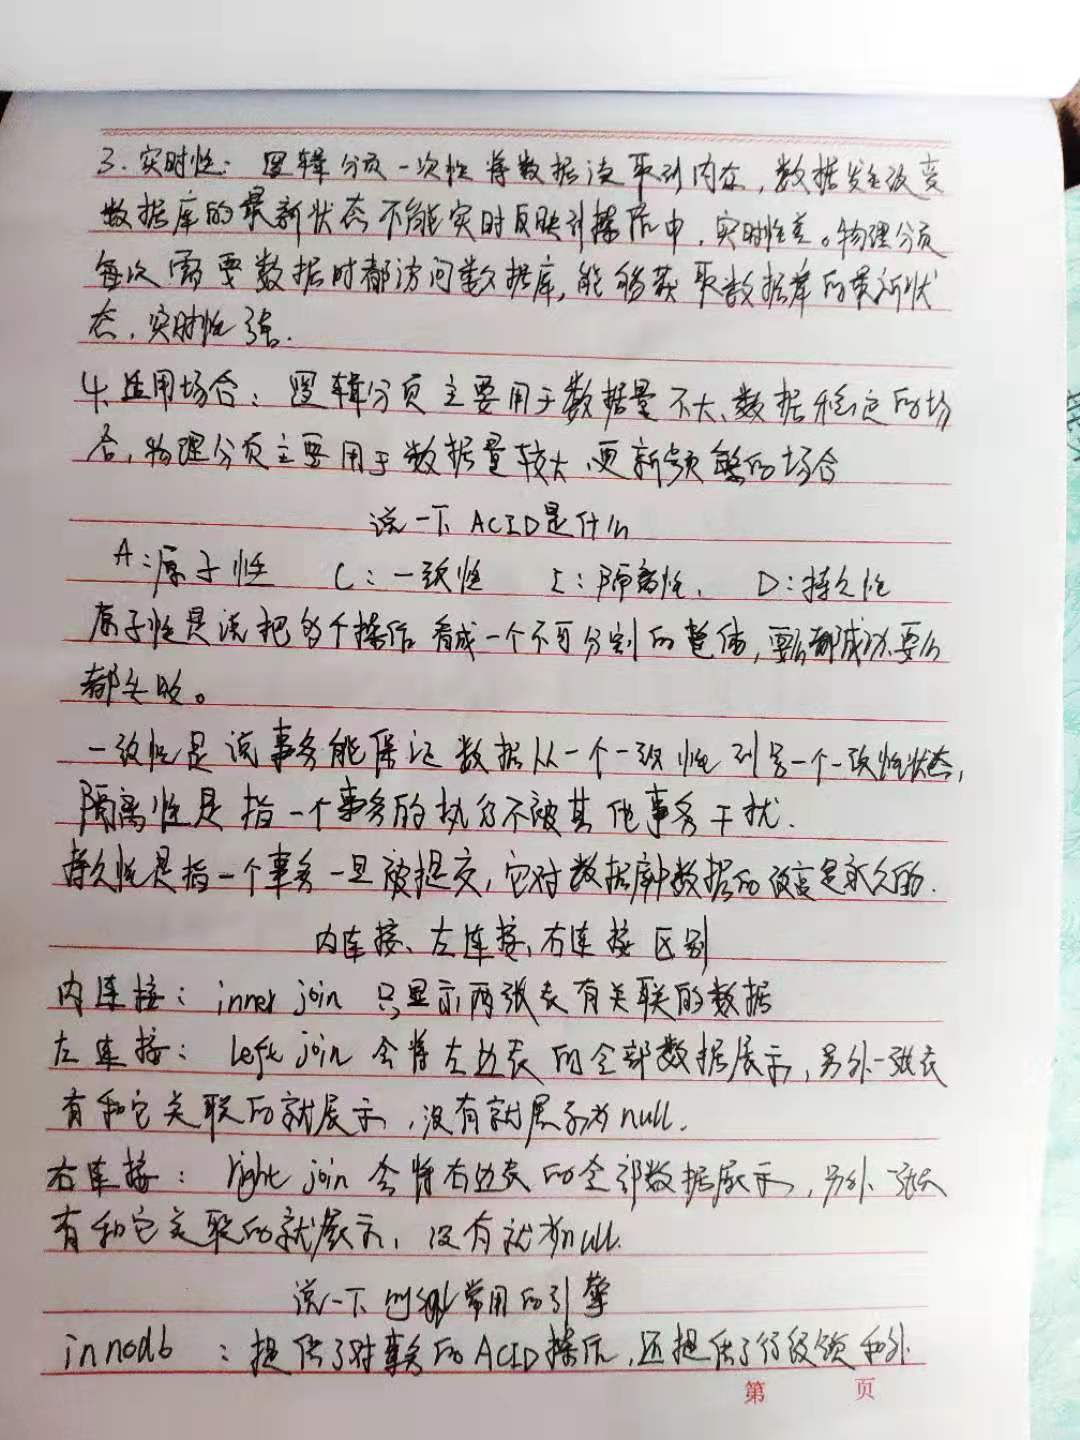 3. 实时性：逻辑分页一次性将数据读取到内存，数据发生改变
数据库的最新状态不能实时反映到操作中，实时性差。物理分页
每次需要数据时都访问数据库，能够获取数据库的最新状
态，实时性强.
4. 适用场合：逻辑分页主要用于数据量不大、数据稳定的场
合，物理分页主要用于数据量较大、更新频繁的场合
说一下ACID是什么
A：原子性 C：一致性 I：隔离性、 D：持久性
原子性是说把多个操作看成一个不可分割的整体，要么都成功、要么
都失败。
一致性是说事务能保证数据从一个一致性到另一个一致性状态，
隔离性是指一个事务的执行不被其他事务干扰.
持久性是指一个事务一旦被提交，它对数据库中数据的改变是永久的.
内连接、左连接、右连接区别
内连接：inner join 只显示两张表有关联的数据
左连接：left join 会将左边表的全部数据展示，另外一张表
有和它关联的就展示，没有就展示为null.
右连接：right join 会将右边表的全部数据展示，另外一张表
有和它关联的就展示，没有就为null.
说一下 常用的引擎
innodb ：提供了对事务的ACID操作，还提供了行级锁和外
第 页